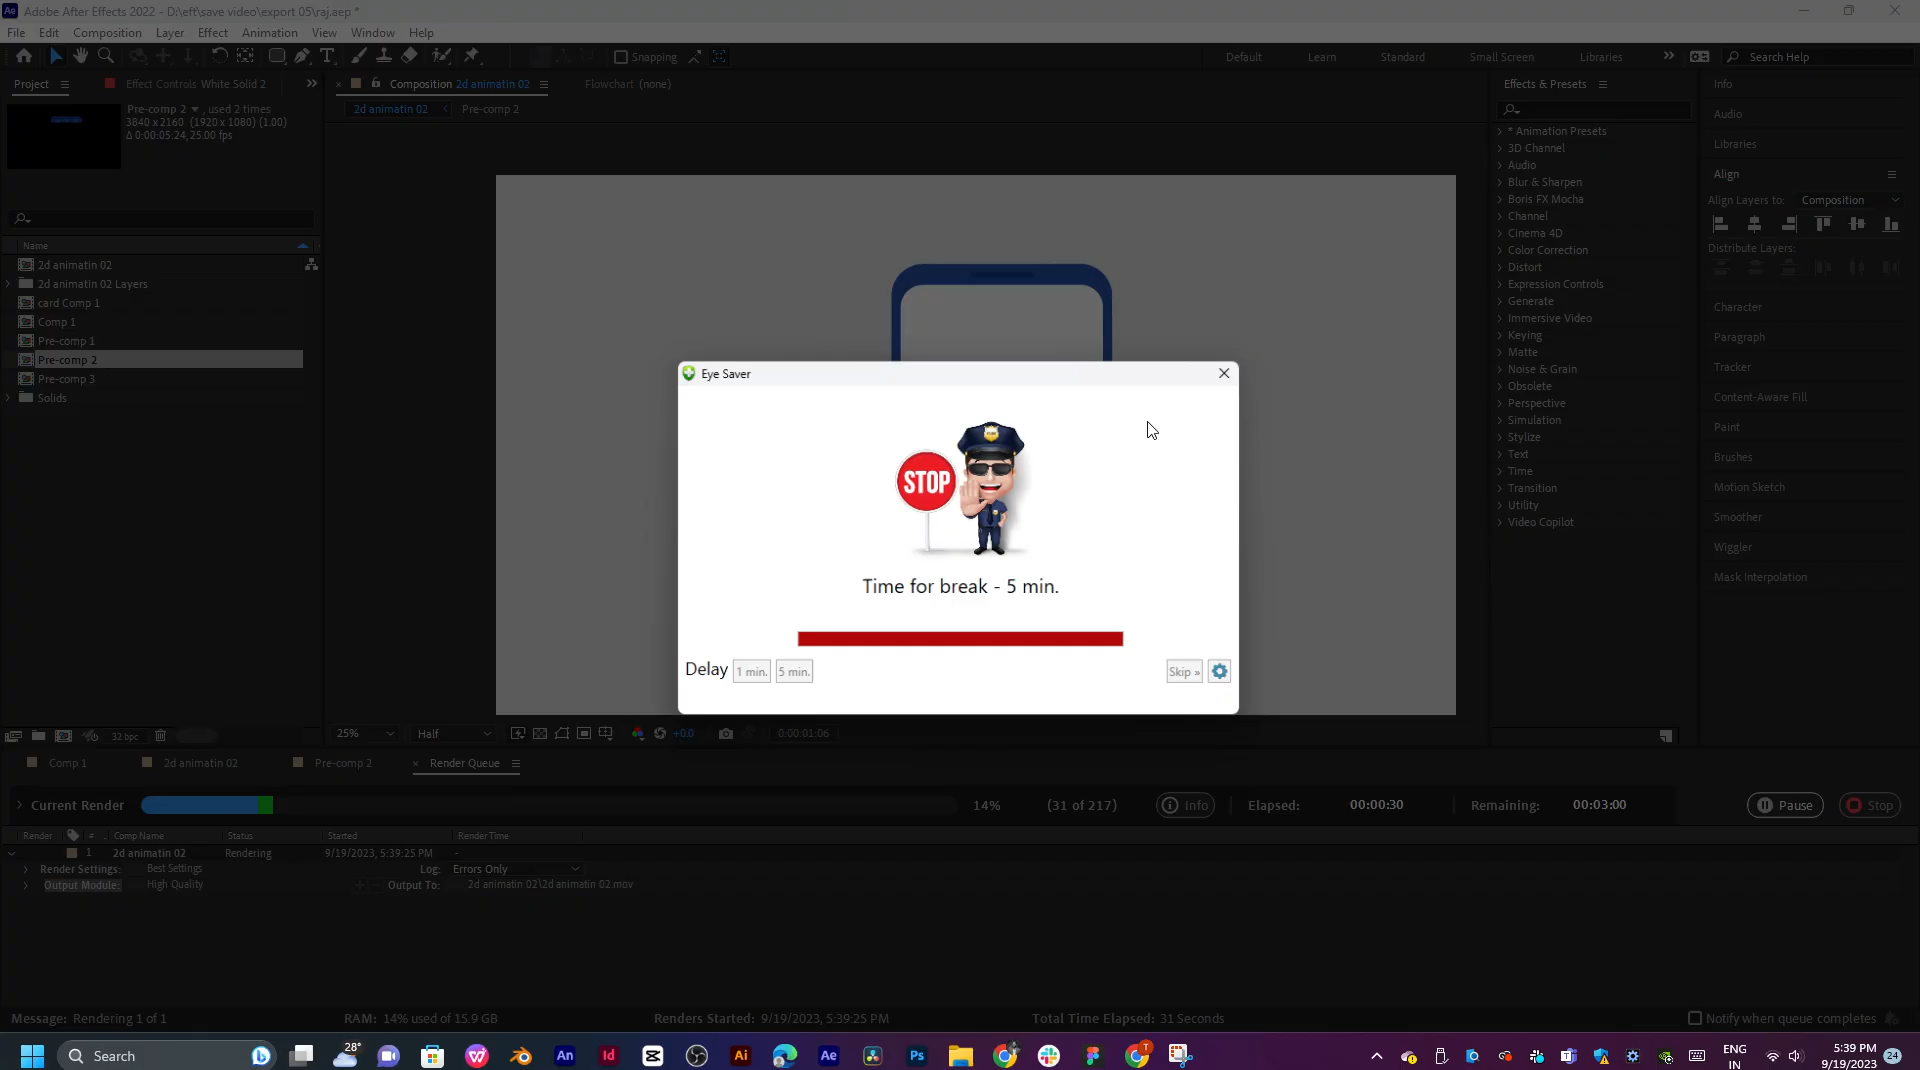 Adobe After Effects 2022 - D:\eft\save video\export 05\raj.aep *
File Edit Composition Layer Effect Animation View Window Help
Snapping Default Learn Standard Small Screen Libraries Search Help
Project Effect Controls White Solid 2
Composition 2d animatin 02 Flowchart (none)
2d animatin 02 Pre-comp 2
Pre-comp 2 , used 2 times
3840 x 2160 (1920 x 1080) (1.00)
Δ 0:00:05:24, 25.00 fps
Name
2d animatin 02
2d animatin 02 Layers
card Comp 1
Comp 1
Pre-comp 1
Pre-comp 2
Pre-comp 3
Solids
32 bpc
Eye Saver
STOP
Time for break - 5 min.
Delay 1 min. 5 min. Skip »
25% Half +0.0 0:00:01:06
Effects & Presets
* Animation Presets
3D Channel
Audio
Blur & Sharpen
Boris FX Mocha
Channel
Cinema 4D
Color Correction
Distort
Expression Controls
Generate
Immersive Video
Keying
Matte
Noise & Grain
Obsolete
Perspective
Simulation
Stylize
Text
Time
Transition
Utility
Video Copilot
Info
Audio
Libraries
Align
Align Layers to: Composition
Distribute Layers:
Character
Paragraph
Tracker
Content-Aware Fill
Paint
Brushes
Motion Sketch
Smoother
Wiggler
Mask Interpolation
Comp 1 2d animatin 02 Pre-comp 2 Render Queue
Current Render 14% (31 of 217) Info Elapsed: 00:00:30 Remaining: 00:03:00 Pause Stop
Render # Comp Name Status Started Render Time
1 2d animatin 02 Rendering 9/19/2023, 5:39:25 PM -
Render Settings: Best Settings Log: Errors Only
Output Module: High Quality Output To: 2d animatin 02\2d animatin 02.mov
Message: Rendering 1 of 1 RAM: 14% used of 15.9 GB Renders Started: 9/19/2023, 5:39:25 PM Total Time Elapsed: 31 Seconds Notify when queue completes
Search 28° An Id Ai Ae Ps T
ENG
IN
5:39 PM
9/19/2023
24